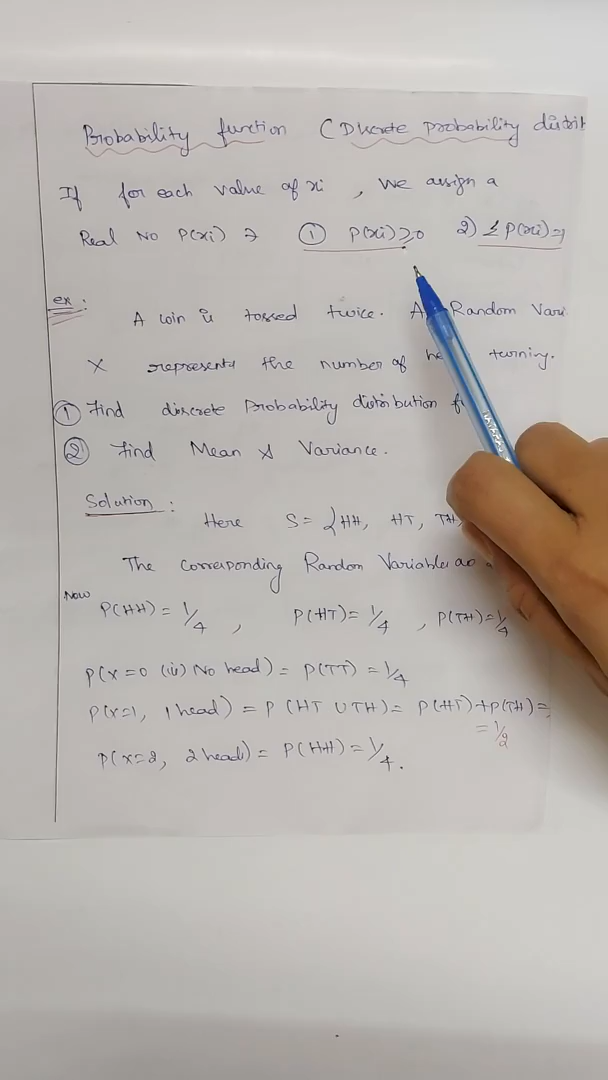 Probability function (Discrete probability distrib
If for each value of xi , we assign a
Real No P(xi) ∋ ① P(xi) ≥ 0 2) ≤ P(xi) =
ex :
A coin is tossed twice. A Random Vari
X represents the number of he turning.
① Find discrete Probability distribution f
② Find Mean & Variance.
Solution :
Here S = {HH, HT, TH,
The corresponding Random Variable as
Now P(HH) = 1/4 , P(HT) = 1/4 , P(TH) = 1/4
P(x=0 (ie) No head) = P(TT) = 1/4
P(x=1, 1 head) = P(HT ∪ TH) = P(HT) + P(TH) =
= 1/2
P(x=2, 2 head) = P(HH) = 1/4.